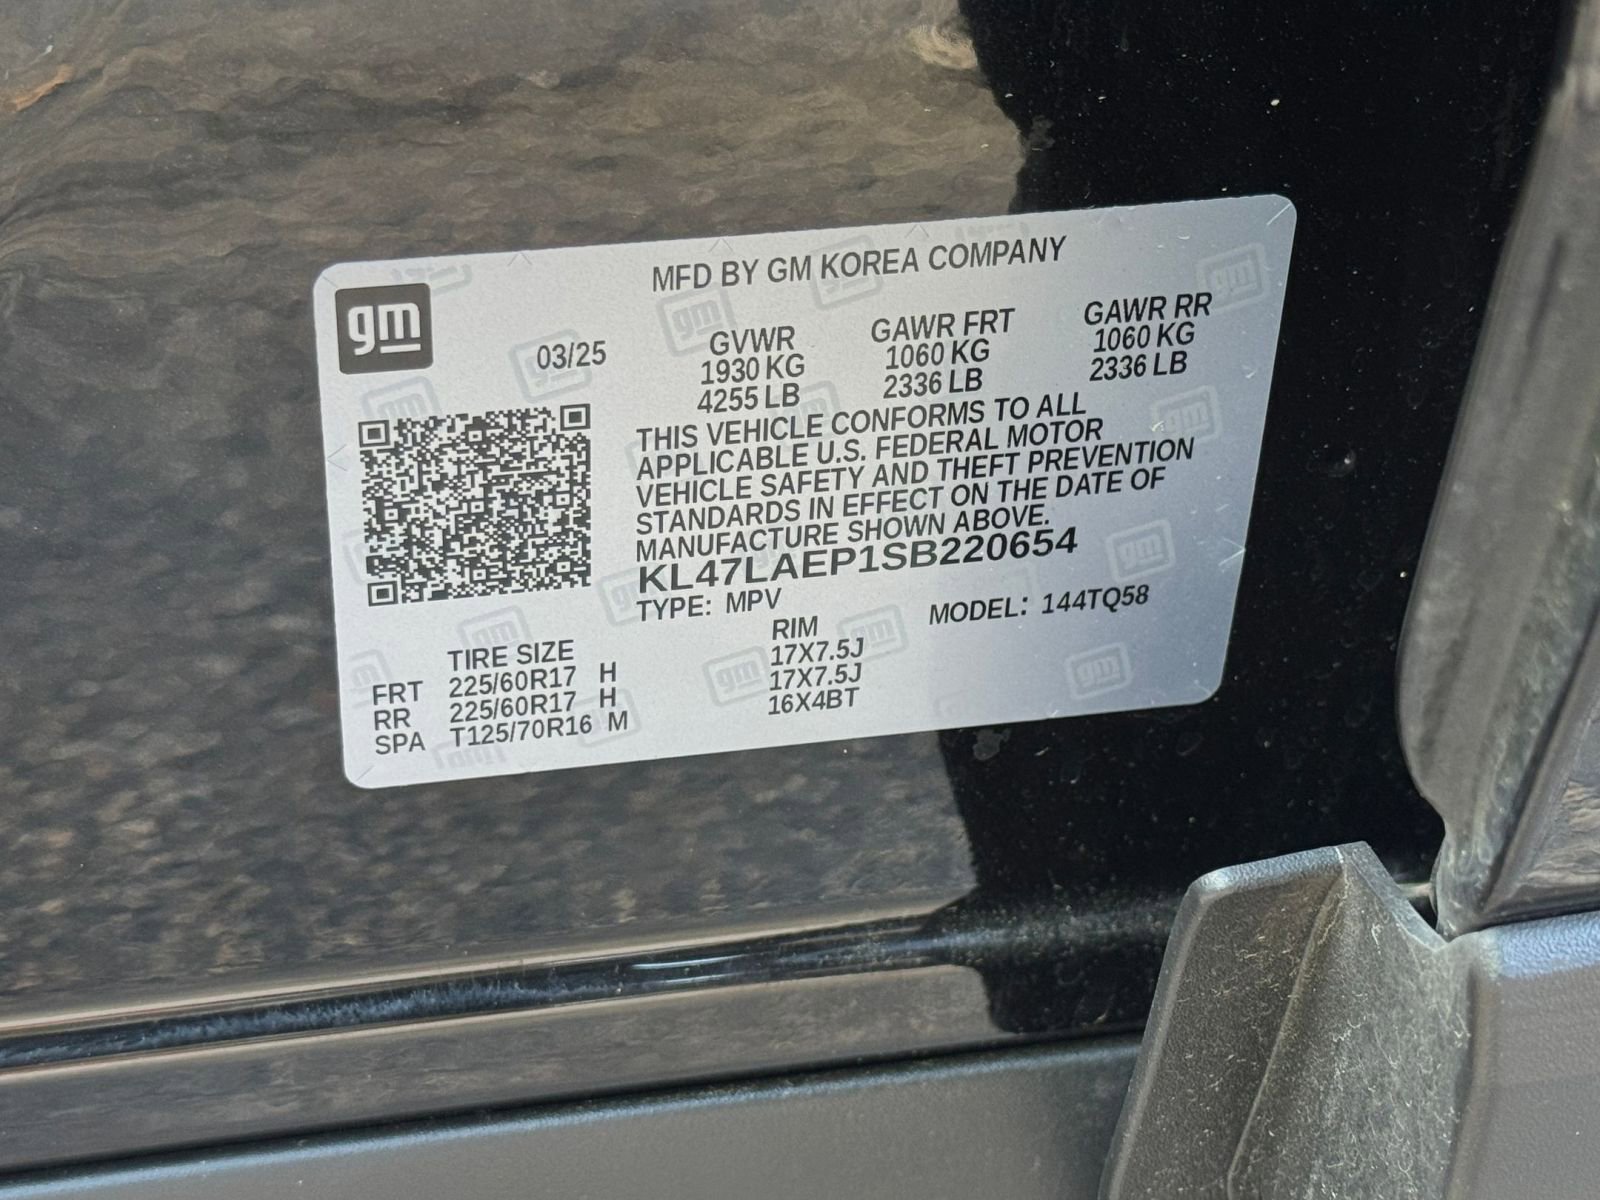 MFD BY GM KOREA COMPANY
gm
03/25
GVWR GAWR FRT GAWR RR
1930 KG 1060 KG 1060 KG
4255 LB 2336 LB 2336 LB
THIS VEHICLE CONFORMS TO ALL
APPLICABLE U.S. FEDERAL MOTOR
VEHICLE SAFETY AND THEFT PREVENTION
STANDARDS IN EFFECT ON THE DATE OF
MANUFACTURE SHOWN ABOVE.
KL47LAEP1SB220654
TYPE: MPV MODEL: 144TQ58
TIRE SIZE RIM
FRT 225/60R17 H 17X7.5J
RR 225/60R17 H 17X7.5J
SPA T125/70R16 M 16X4BT